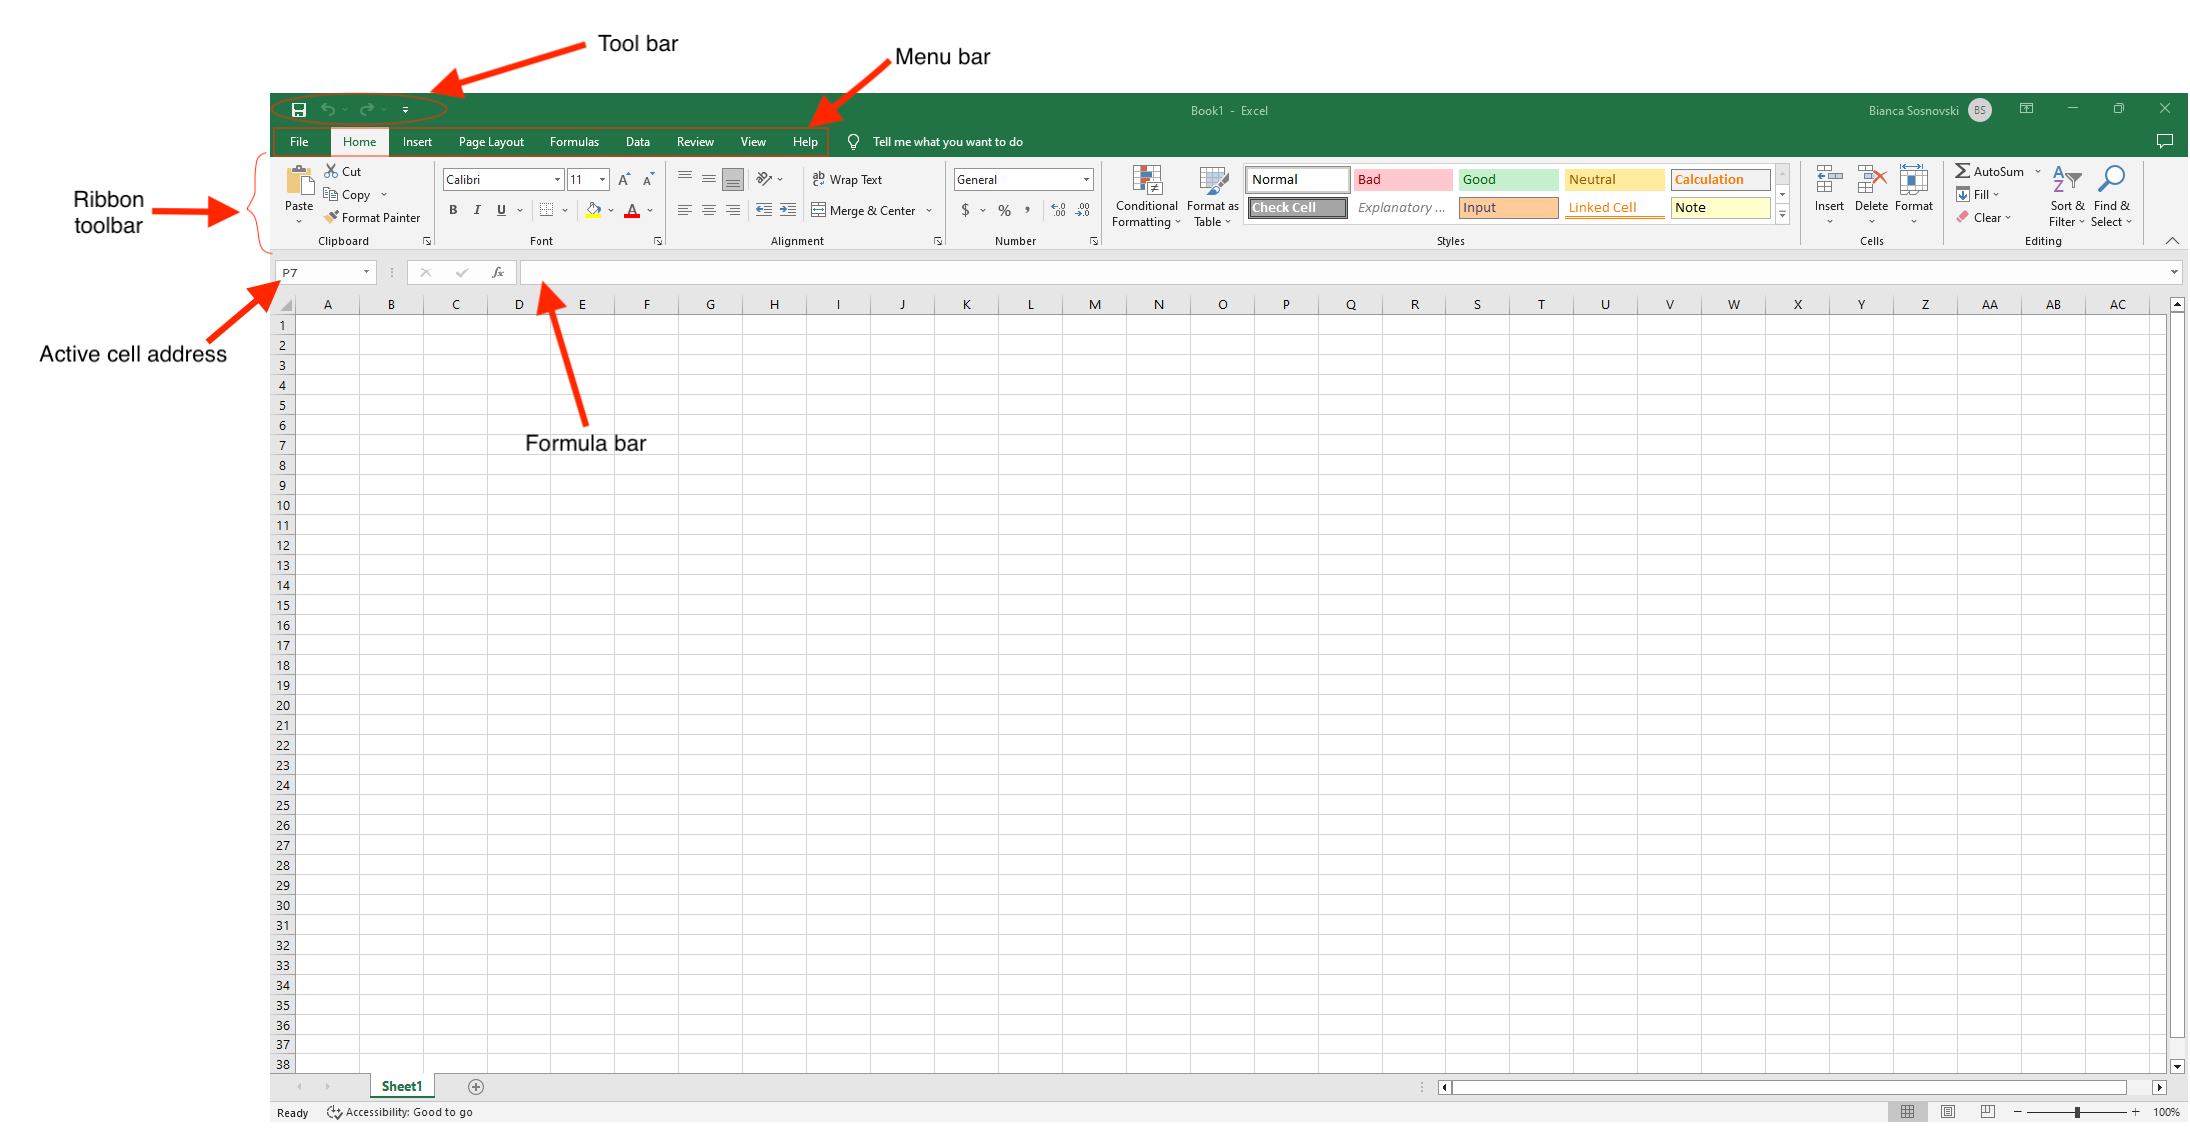 Tool bar
Menu bar
Book1 - Excel
Bianca Sosnovski BS
File Home Insert Page Layout Formulas Data Review View Help Tell me what you want to do
Ribbon
toolbar
Paste
Cut
Copy
Format Painter
Clipboard
Calibri 11 A A
B I U A
Font
ab Wrap Text
Merge & Center
Alignment
General
$ % ,
Number
Conditional
Formatting
Format as
Table
Normal Bad Good Neutral Calculation
Check Cell Explanatory ... Input Linked Cell Note
Styles
Insert Delete Format
Cells
AutoSum
Fill
Clear
Sort &
Filter
Find &
Select
Editing
P7 fx
Active cell address
Formula bar
A B C D E F G H I J K L M N O P Q R S T U V W X Y Z AA AB AC
1
2
3
4
5
6
7
8
9
10
11
12
13
14
15
16
17
18
19
20
21
22
23
24
25
26
27
28
29
30
31
32
33
34
35
36
37
38
Sheet1
Ready Accessibility: Good to go 100%